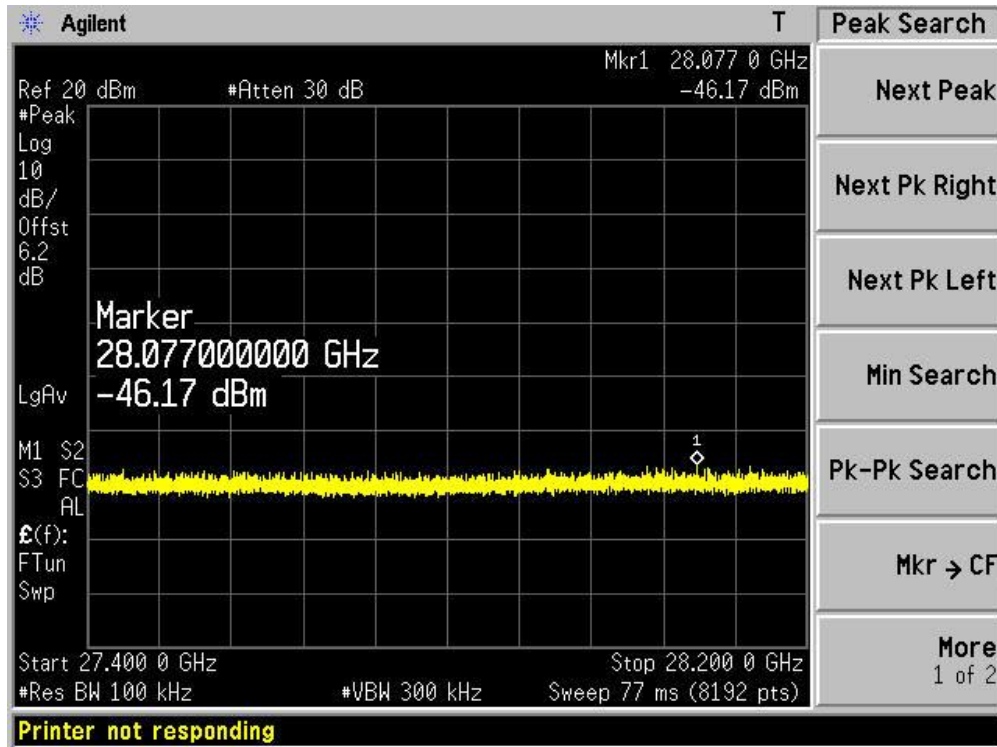 Agilent
T
Peak Search
Mkr1 28.077 0 GHz
Ref 20 dBm #Atten 30 dB -46.17 dBm
#Peak
Log
10
dB/
Offst
6.2
dB
Marker
28.077000000 GHz
-46.17 dBm
LgAv
1
M1 S2
S3 FC
AL
£(f):
FTun
Swp
Start 27.400 0 GHz Stop 28.200 0 GHz
#Res BW 100 kHz #VBW 300 kHz Sweep 77 ms (8192 pts)
Printer not responding
Next Peak
Next Pk Right
Next Pk Left
Min Search
Pk-Pk Search
Mkr → CF
More
1 of 2